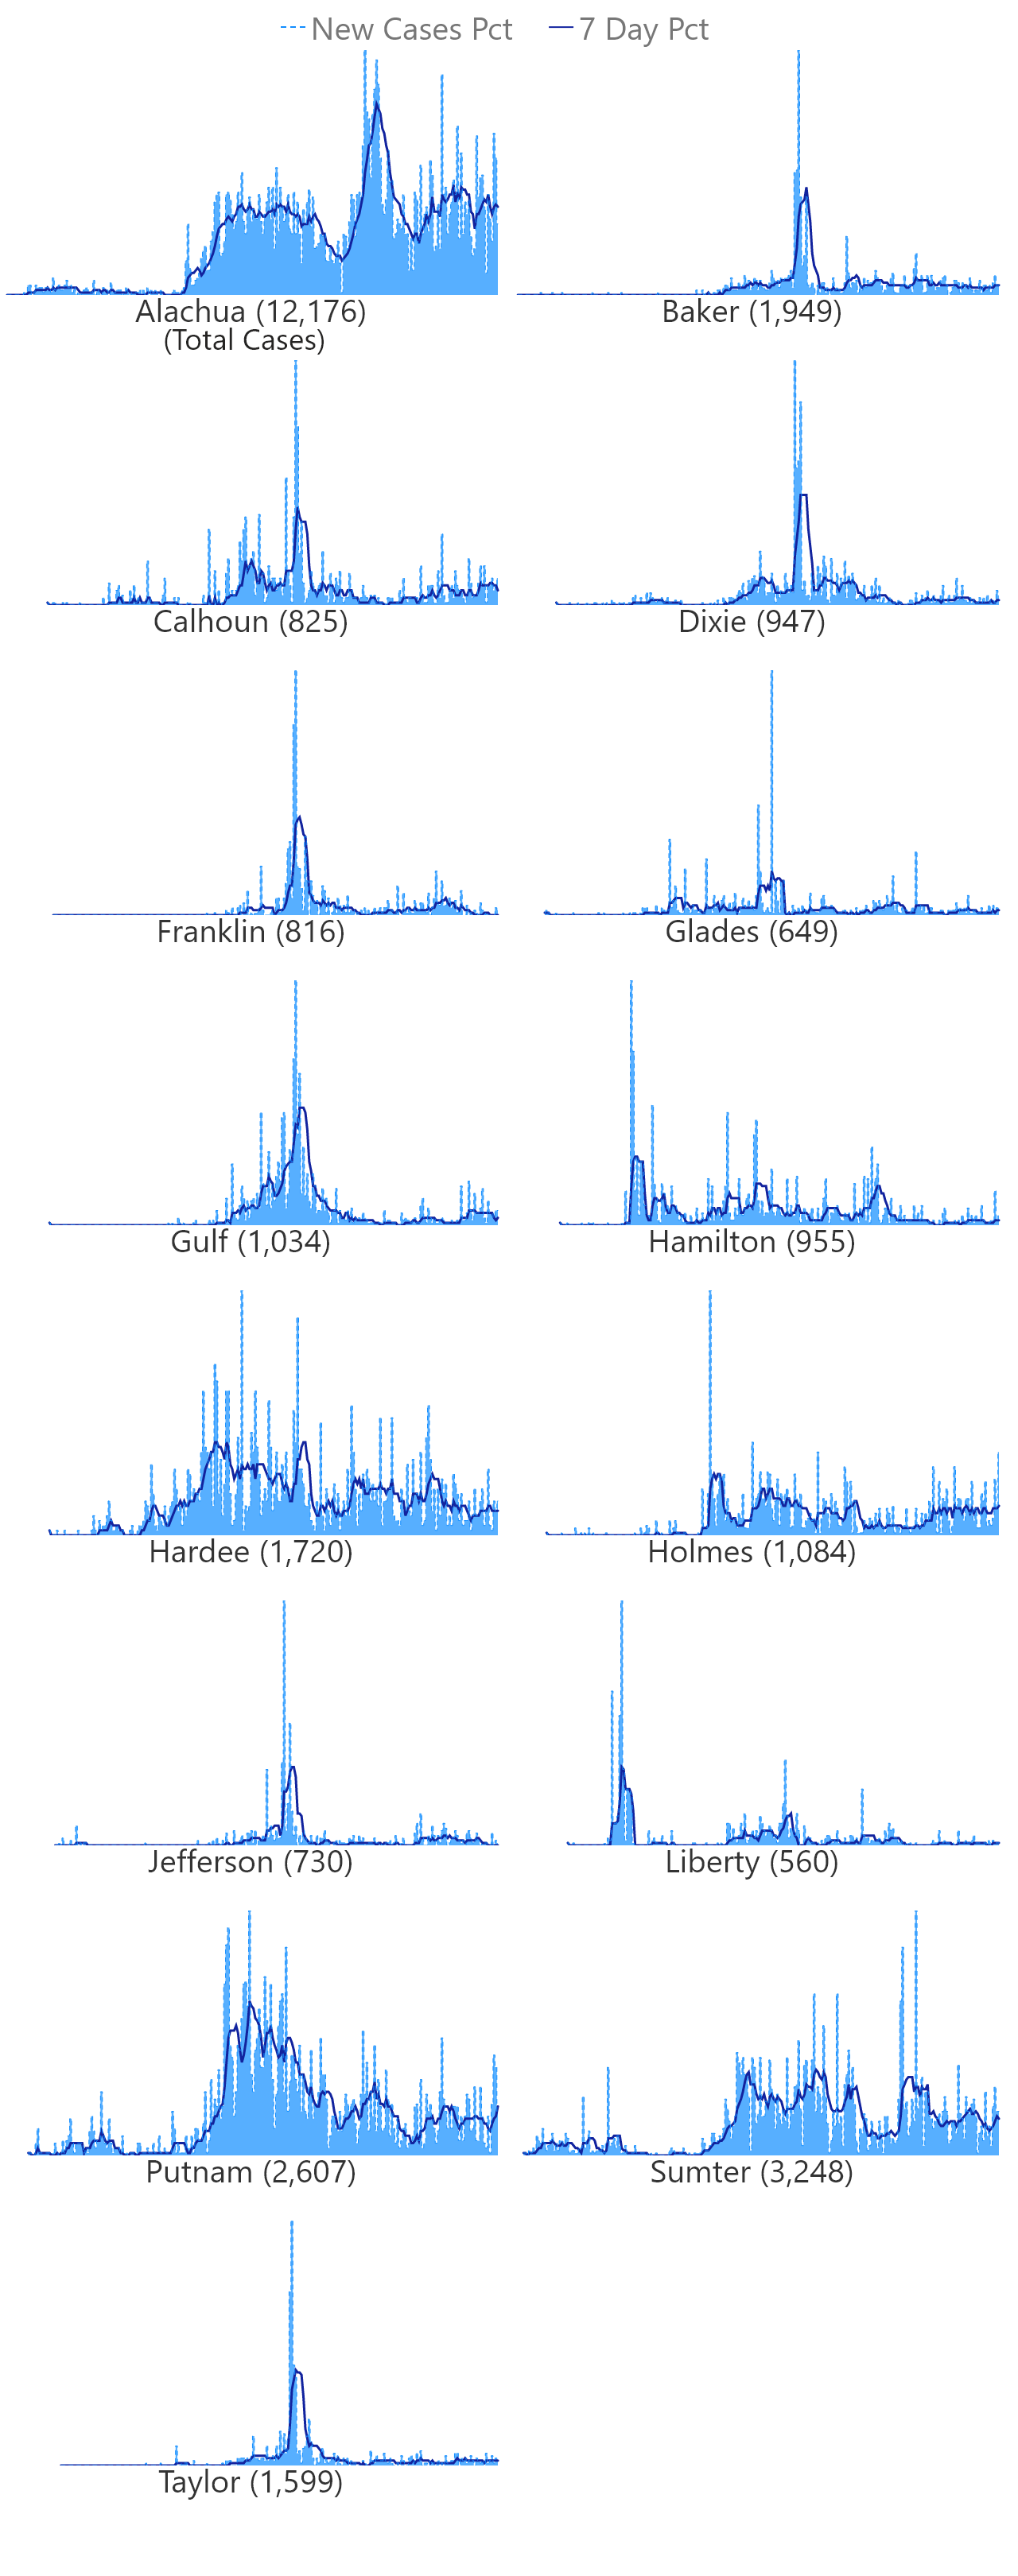 New Cases Pct 7 Day Pct
Alachua (12,176)
(Total Cases)
Baker (1,949)
Calhoun (825)
Dixie (947)
Franklin (816)
Glades (649)
Gulf (1,034)
Hamilton (955)
Hardee (1,720)
Holmes (1,084)
Jefferson (730)
Liberty (560)
Putnam (2,607)
Sumter (3,248)
Taylor (1,599)